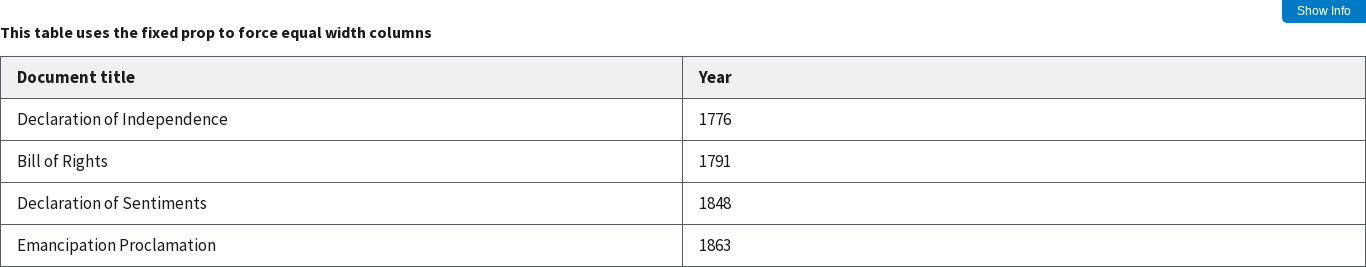 Show Info
This table uses the fixed prop to force equal width columns
Document title Year
Declaration of Independence 1776
Bill of Rights 1791
Declaration of Sentiments 1848
Emancipation Proclamation 1863